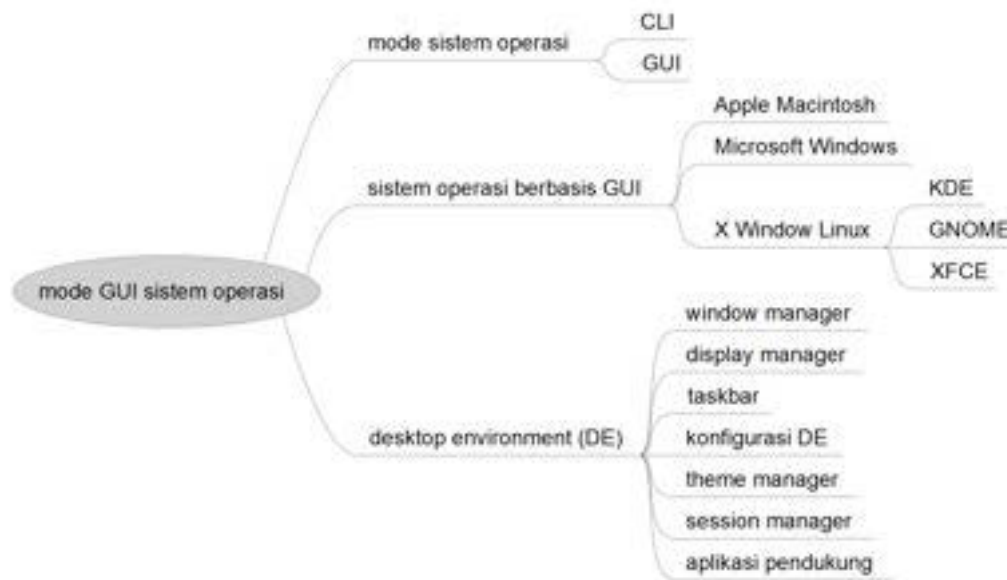 mode GUI sistem operasi
mode sistem operasi
CLI
GUI
sistem operasi berbasis GUI
Apple Macintosh
Microsoft Windows
X Window Linux
KDE
GNOME
XFCE
desktop environment (DE)
window manager
display manager
taskbar
konfigurasi DE
theme manager
session manager
aplikasi pendukung